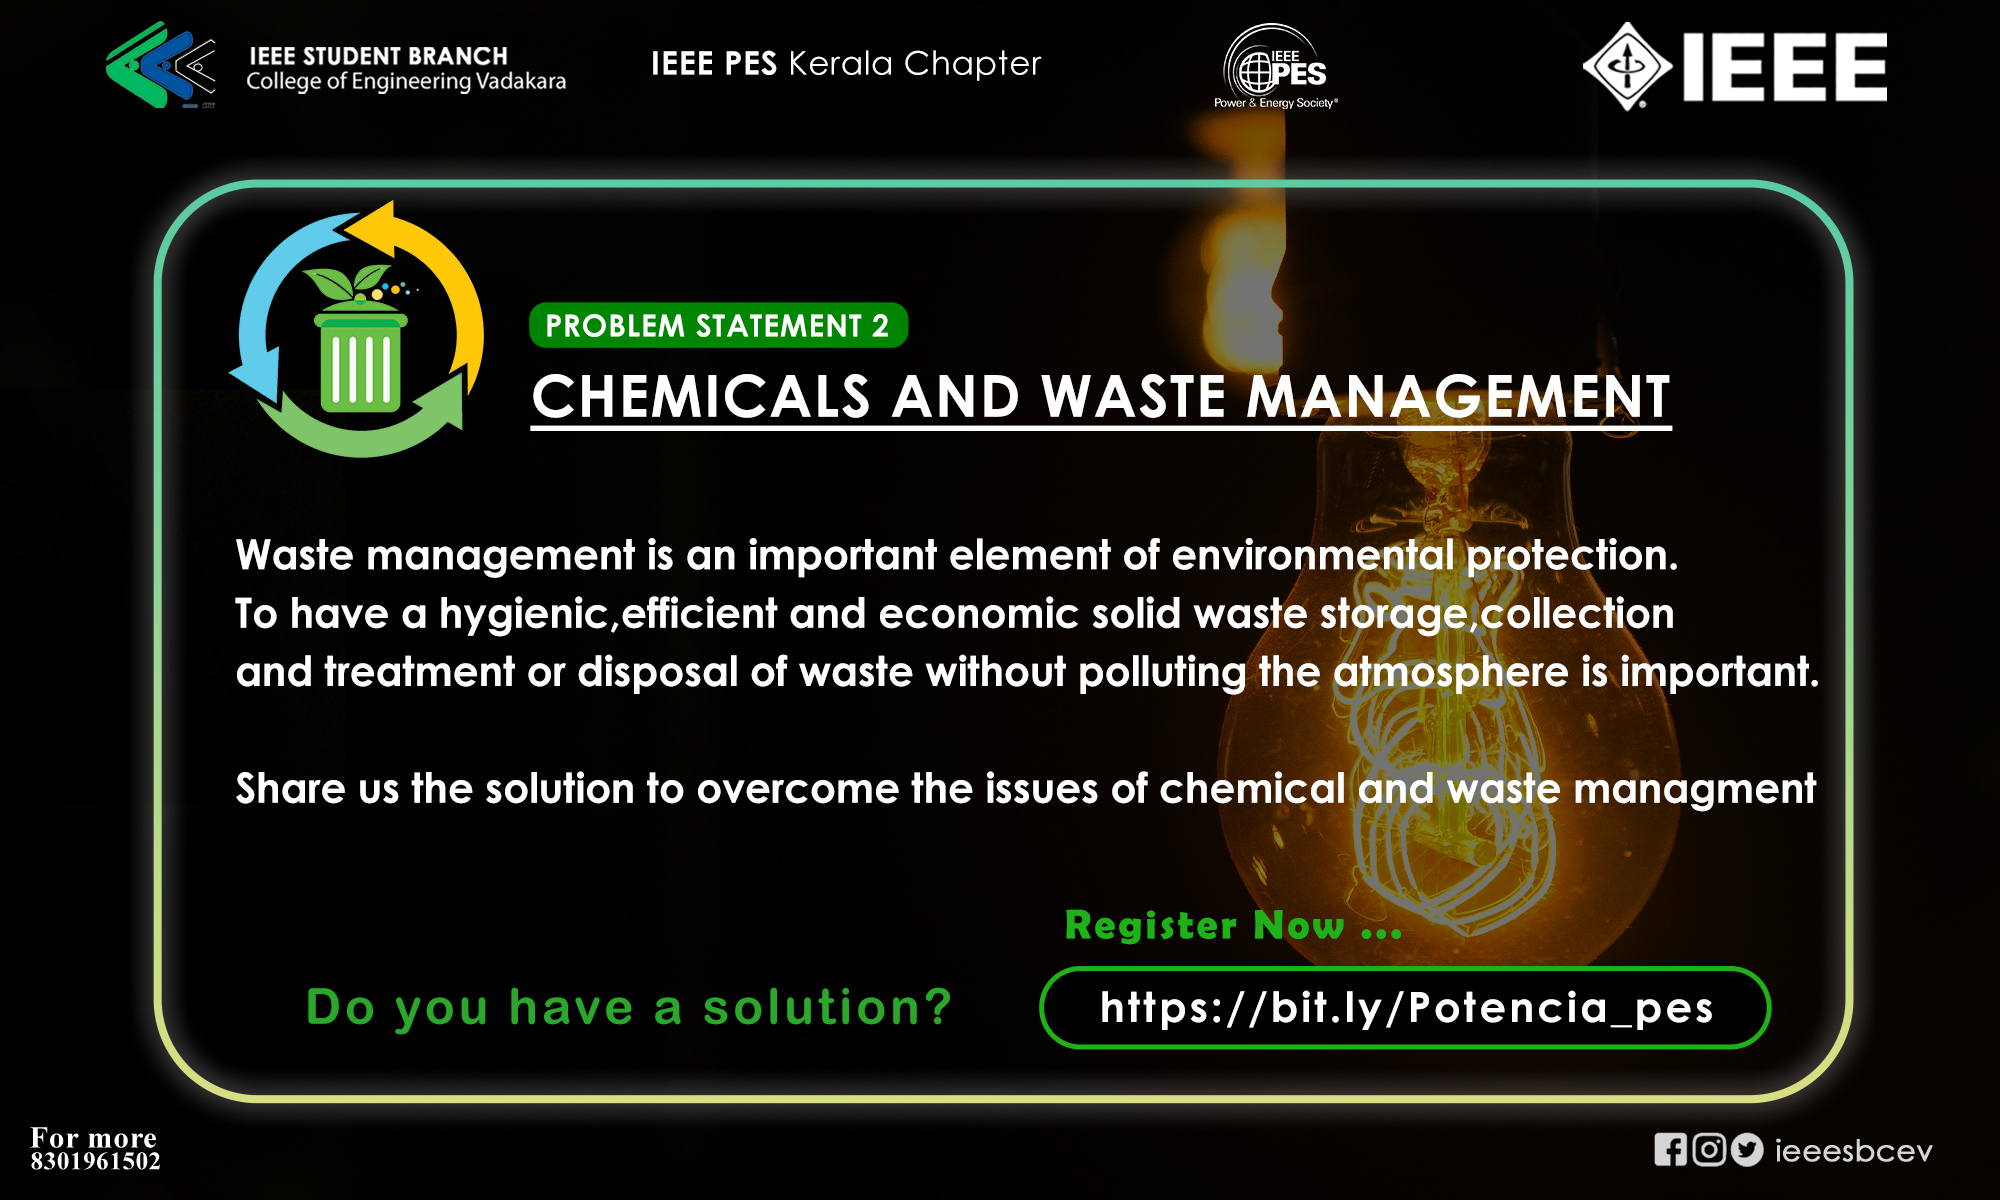 IEEE STUDENT BRANCH
College of Engineering Vadakara
IEEE PES Kerala Chapter
IEEE
PES
Power & Energy Society®
IEEE
PROBLEM STATEMENT 2
CHEMICALS AND WASTE MANAGEMENT
Waste management is an important element of environmental protection.
To have a hygienic,efficient and economic solid waste storage,collection
and treatment or disposal of waste without polluting the atmosphere is important.
Share us the solution to overcome the issues of chemical and waste managment
Register Now ...
Do you have a solution?
https://bit.ly/Potencia_pes
For more
8301961502
ieeesbcev